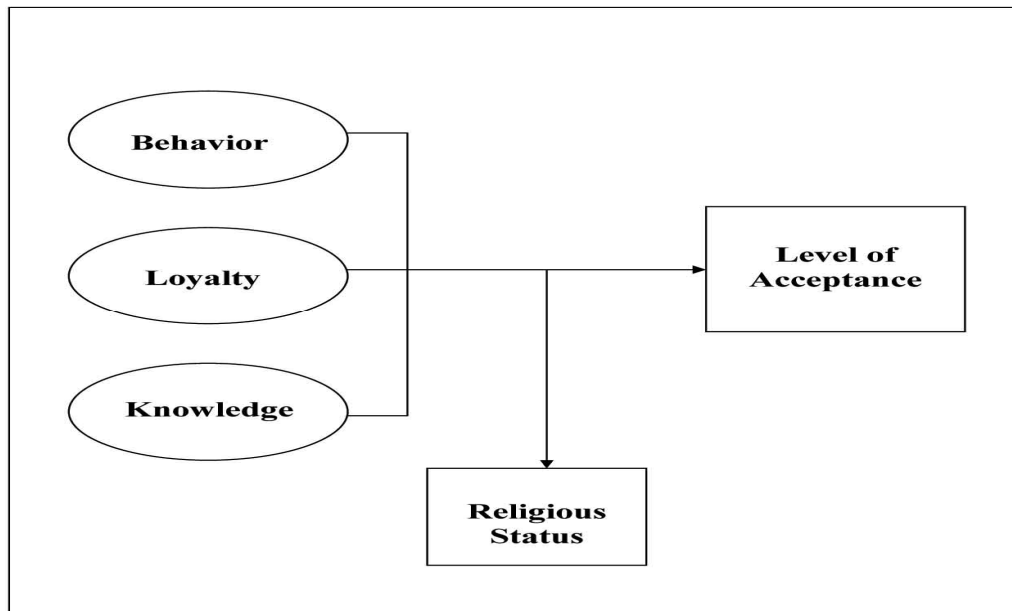 Behavior
Loyalty
Knowledge
Level of
Acceptance
Religious
Status